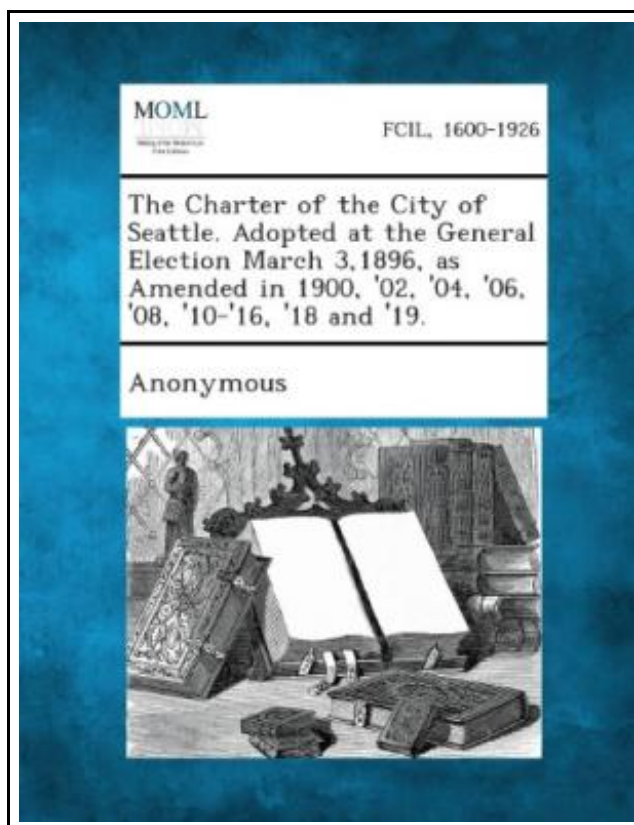 MOML
FCIL, 1600-1926
The Charter of the City of
Seattle. Adopted at the General
Election March 3,1896, as
Amended in 1900, '02, '04, '06,
'08, '10-'16, '18 and '19.
Anonymous